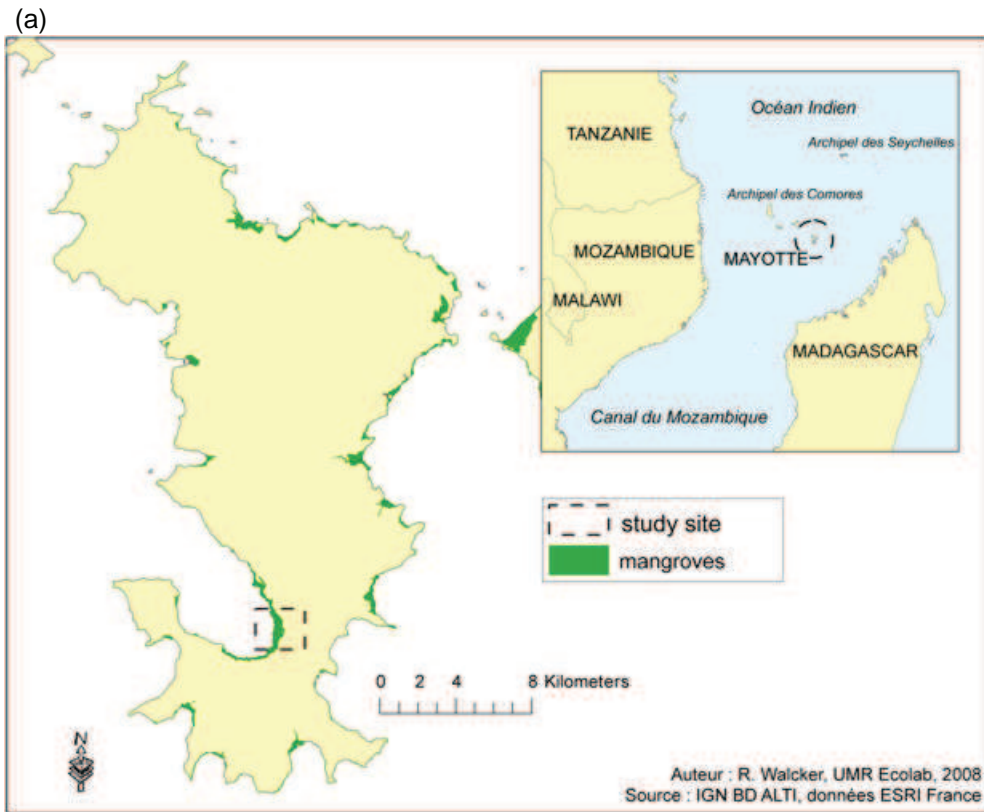 (a)
Océan Indien
TANZANIE
Archipel des Seychelles
Archipel des Comores
MOZAMBIQUE
MAYOTTE
MALAWI
MADAGASCAR
Canal du Mozambique
study site
mangroves
0 2 4 8 Kilometers
N
Auteur : R. Walcker, UMR Ecolab, 2008
Source : IGN BD ALTI, données ESRI France